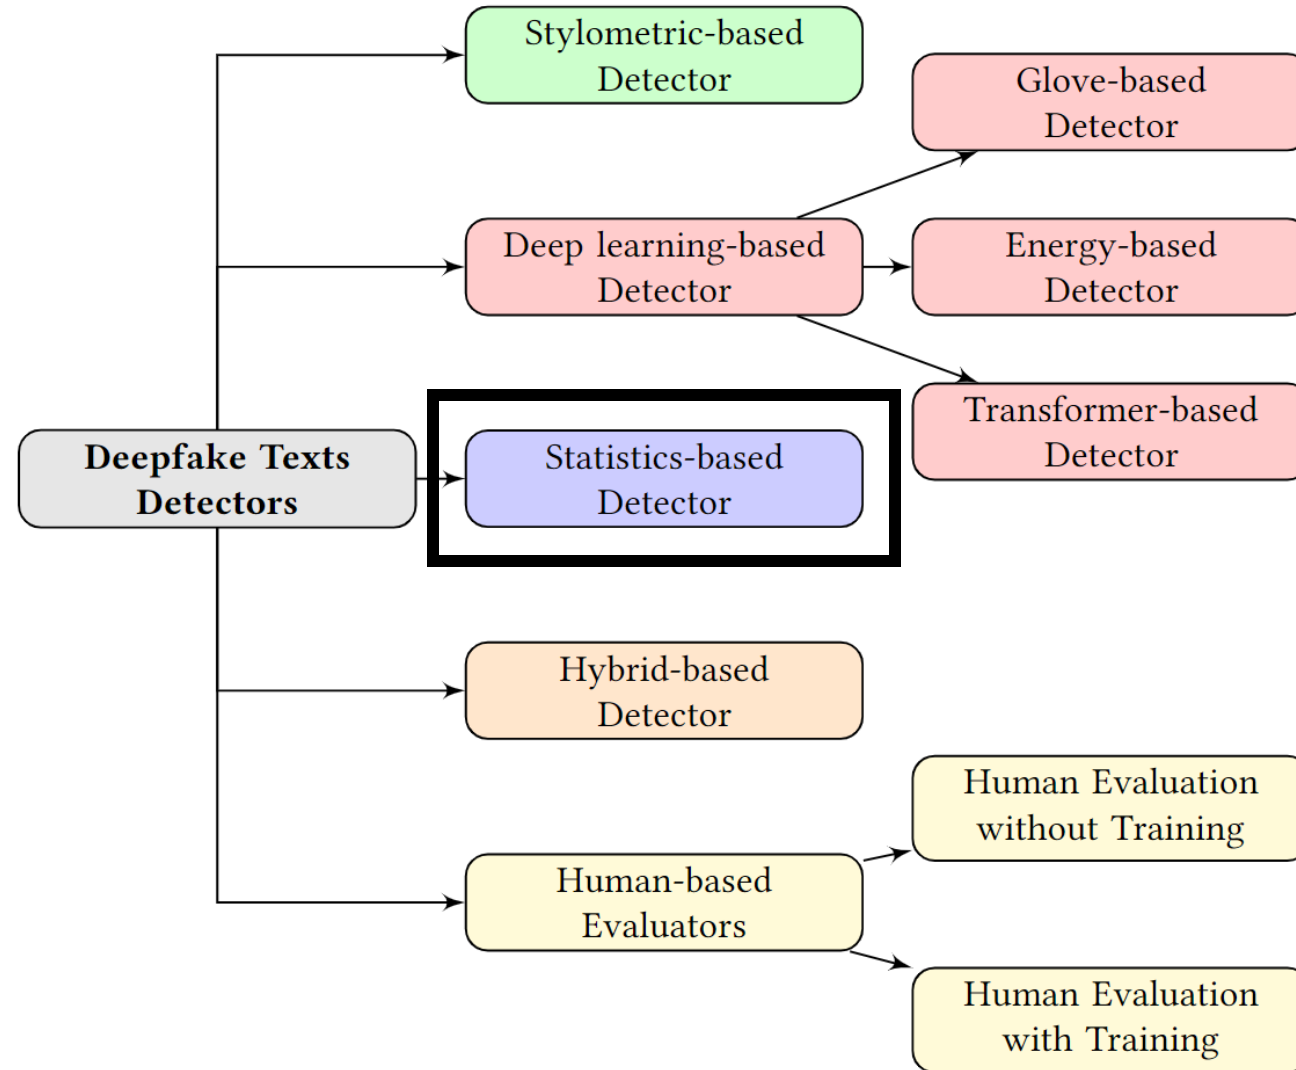 Stylometric-based
Detector
Glove-based
Detector
Deep learning-based
Detector
Energy-based
Detector
Transformer-based
Detector
Deepfake Texts
Detectors
Statistics-based
Detector
Hybrid-based
Detector
Human-based
Evaluators
Human Evaluation
without Training
Human Evaluation
with Training